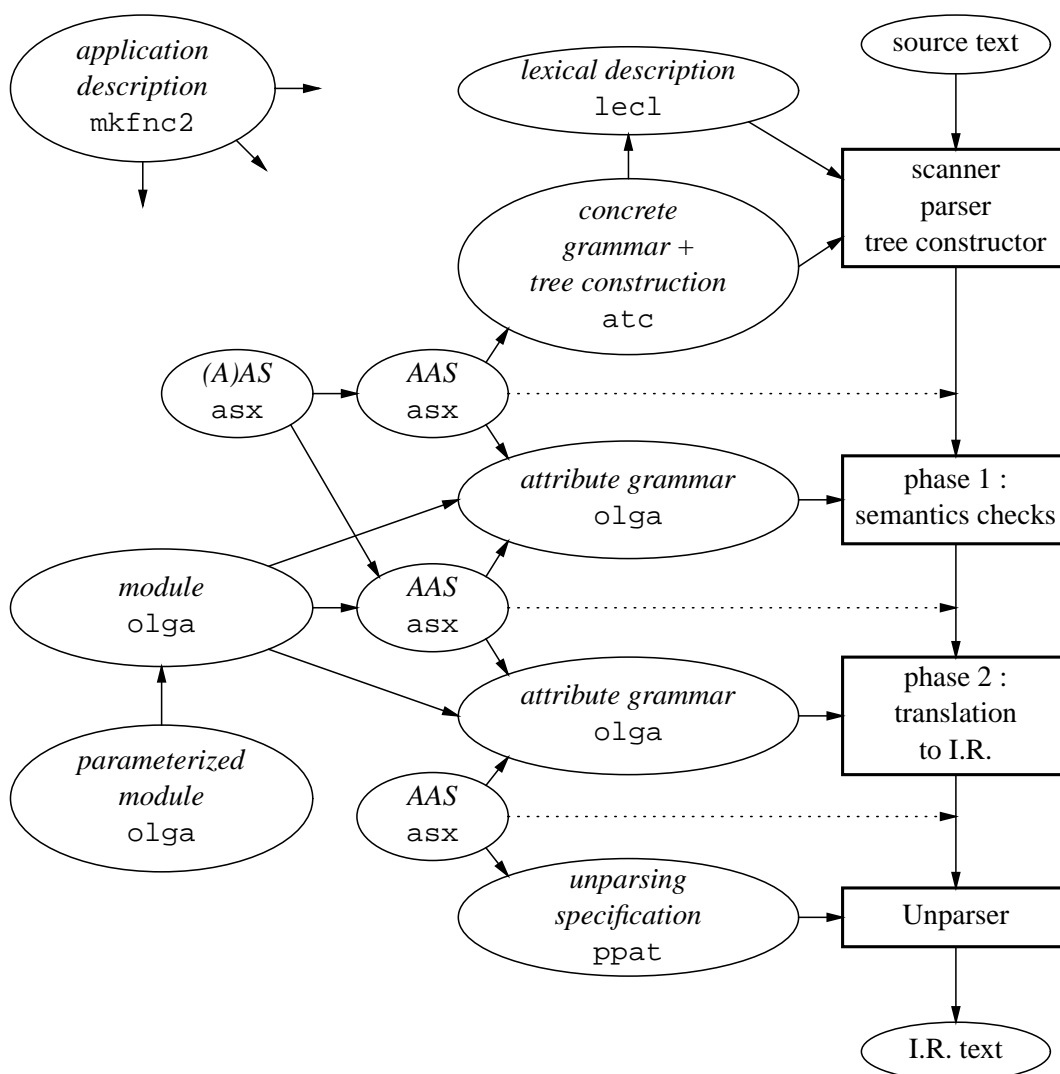 application
description
mkfnc2
source text
lexical description
lecl
scanner
parser
tree constructor
concrete
grammar +
tree construction
atc
(A)AS
asx
AAS
asx
attribute grammar
olga
phase 1 :
semantics checks
module
olga
AAS
asx
attribute grammar
olga
phase 2 :
translation
to I.R.
parameterized
module
olga
AAS
asx
unparsing
specification
ppat
Unparser
I.R. text